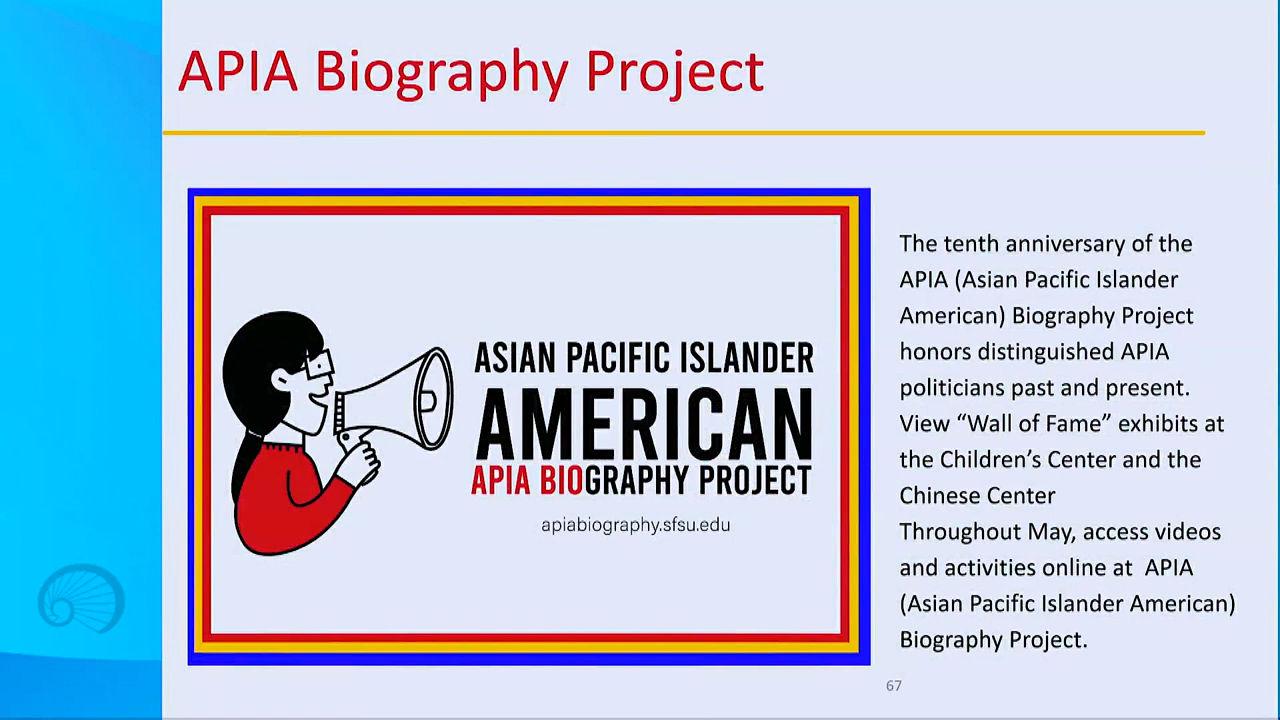 APIA Biography Project
ASIAN PACIFIC ISLANDER
AMERICAN
APIA BIOGRAPHY PROJECT
apiabiography.sfsu.edu
The tenth anniversary of the
APIA (Asian Pacific Islander
American) Biography Project
honors distinguished APIA
politicians past and present.
View “Wall of Fame” exhibits at
the Children’s Center and the
Chinese Center
Throughout May, access videos
and activities online at  APIA
(Asian Pacific Islander American)
Biography Project.
67